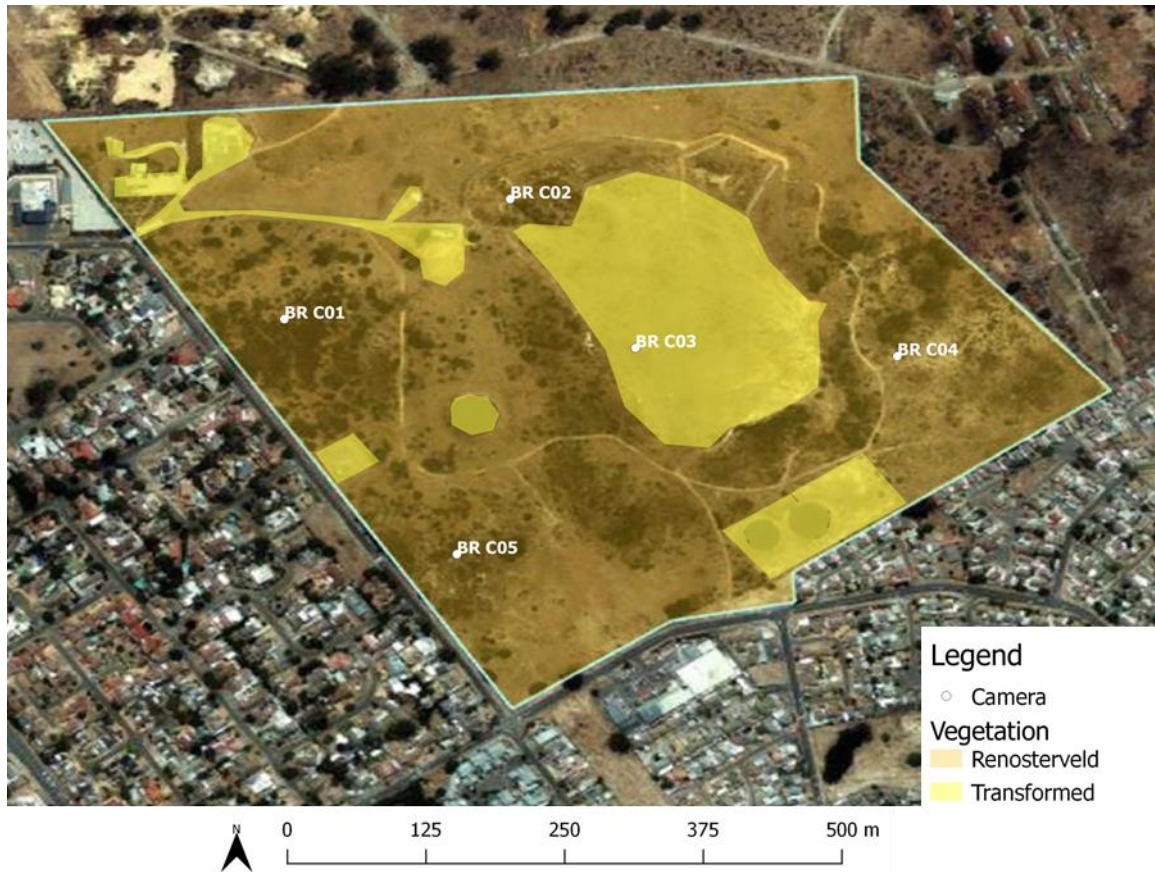 BR C02
BR C01
BR C03
BR C04
BR C05
Legend
Camera
Vegetation
Renosterveld
Transformed
N
0 125 250 375 500 m